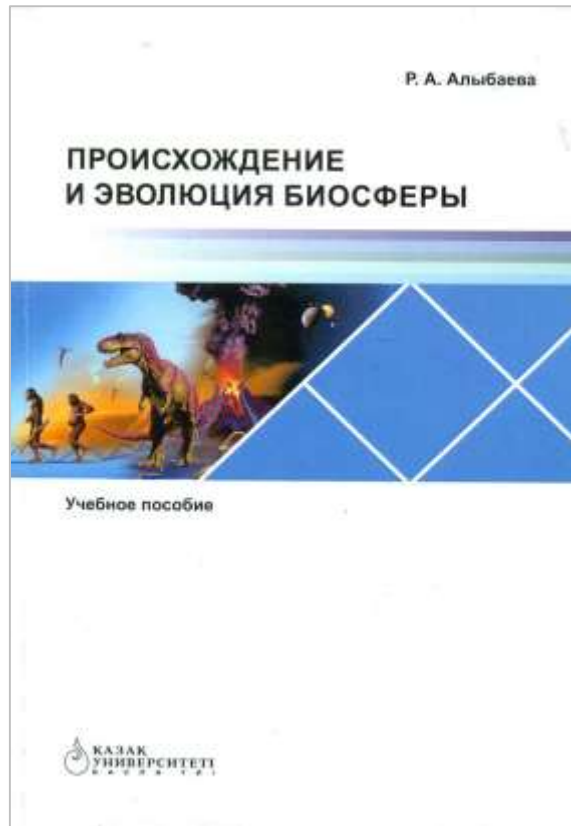 Р. А. Алыбаева
ПРОИСХОЖДЕНИЕ
И ЭВОЛЮЦИЯ БИОСФЕРЫ
Учебное пособие
ҚАЗАҚ
УНИВЕРСИТЕТІ